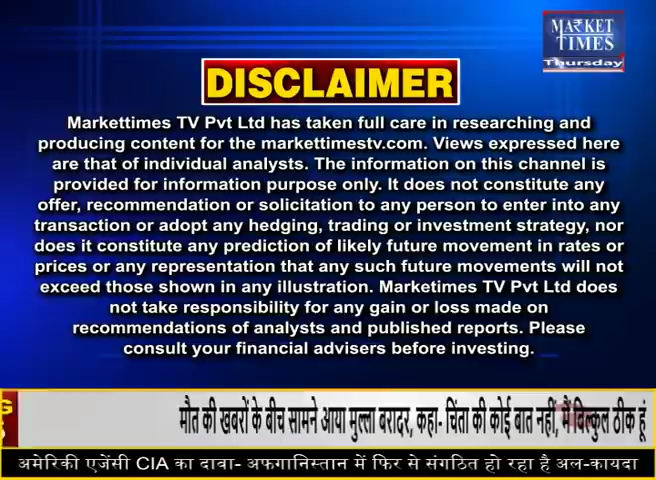 MARKET
TIMES
Thursday
DISCLAIMER
Markettimes TV Pvt Ltd has taken full care in researching and
producing content for the markettimestv.com. Views expressed here
are that of individual analysts. The information on this channel is
provided for information purpose only. It does not constitute any
offer, recommendation or solicitation to any person to enter into any
transaction or adopt any hedging, trading or investment strategy, nor
does it constitute any prediction of likely future movement in rates or
prices or any representation that any such future movements will not
exceed those shown in any illustration. Marketimes TV Pvt Ltd does
not take responsibility for any gain or loss made on
recommendations of analysts and published reports. Please
consult your financial advisers before investing.
मौत की खबरों के बीच सामने आया मुल्ला बरादर, कहा- चिंता की कोई बात नहीं, मैं बिल्कुल ठीक हूं
अमेरिकी एजेंसी CIA का दावा- अफगानिस्तान में फिर से संगठित हो रहा है अल-कायदा